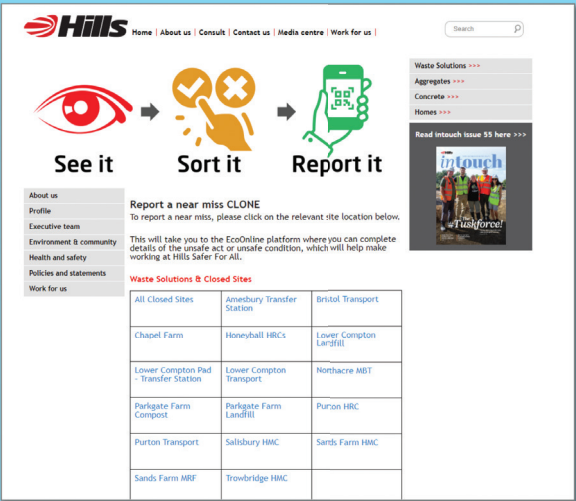 Hills
Home | About us | Consult | Contact us | Media centre | Work for us |
Search
See it
Sort it
Report it
Waste Solutions >>>
Aggregates >>>
Concrete >>>
Homes >>>
Read intouch issue 55 here >>>
intouch
The
#Tuskforce!
About us
Profile
Executive team
Environment & community
Health and safety
Policies and statements
Work for us
Report a near miss CLONE
To report a near miss, please click on the relevant site location below.
This will take you to the EcoOnline platform where you can complete
details of the unsafe act or unsafe condition, which will help make
working at Hills Safer For All.
Waste Solutions & Closed Sites
All Closed Sites
Amesbury Transfer
Station
Bristol Transport
Chapel Farm
Honeyball HRCs
Lower Compton
Landfill
Lower Compton Pad
- Transfer Station
Lower Compton
Transport
Northacre MBT
Parkgate Farm
Compost
Parkgate Farm
Landfill
Purton HRC
Purton Transport
Salisbury HMC
Sands Farm HMC
Sands Farm MRF
Trowbridge HMC